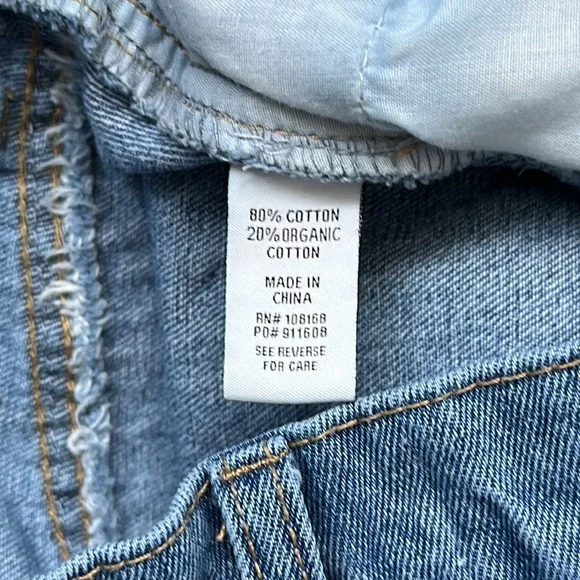 80% COTTON
20% ORGANIC
COTTON
MADE IN
CHINA
RN# 108168
PO# 911608
SEE REVERSE
FOR CARE